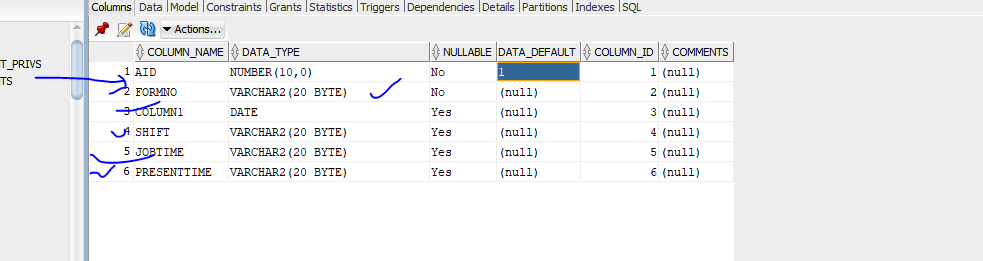 Columns Data Model Constraints Grants Statistics Triggers Dependencies Details Partitions Indexes SQL
Actions...
COLUMN_NAME DATA_TYPE NULLABLE DATA_DEFAULT COLUMN_ID COMMENTS
1 AID NUMBER(10,0) No 1 1 (null)
2 FORMNO VARCHAR2(20 BYTE) No (null) 2 (null)
3 COLUMN1 DATE Yes (null) 3 (null)
4 SHIFT VARCHAR2(20 BYTE) Yes (null) 4 (null)
5 JOBTIME VARCHAR2(20 BYTE) Yes (null) 5 (null)
6 PRESENTTIME VARCHAR2(20 BYTE) Yes (null) 6 (null)
T_PRIVS
TS